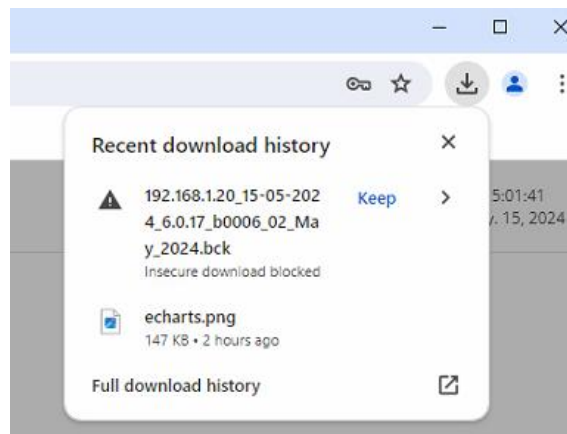 Recent download history
192.168.1.20_15-05-202
4_6.0.17_b0006_02_Ma
y_2024.bck
Keep
Insecure download blocked
echarts.png
147 KB • 2 hours ago
Full download history
5:01:41
. 15, 2024